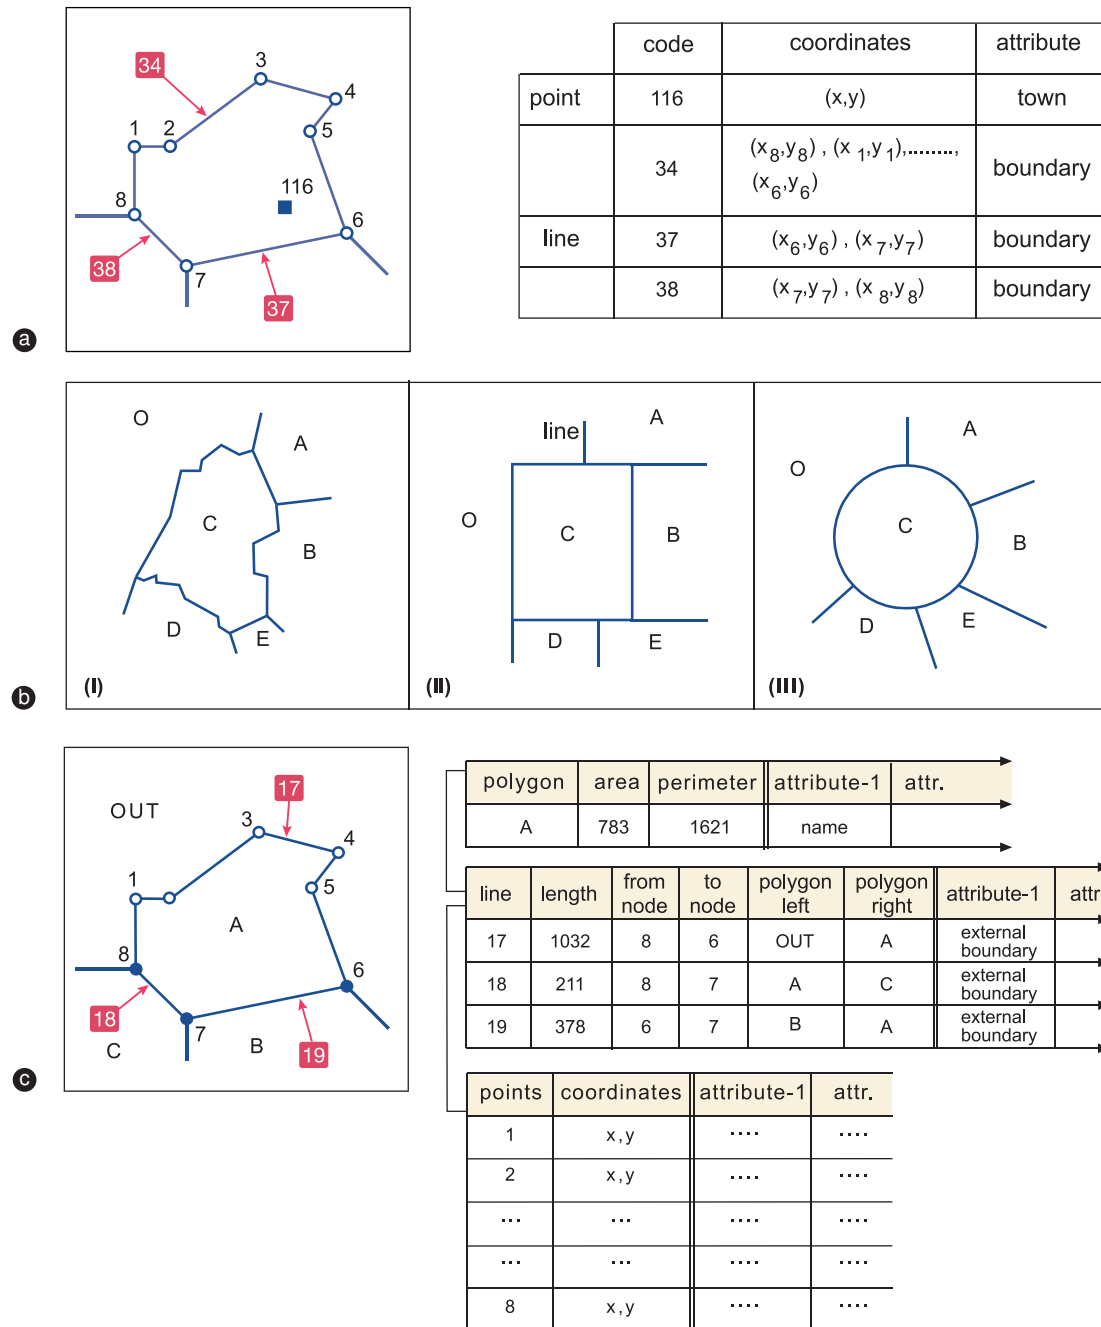 34
3
4
1
2
5
116
8
6
38
7
37
a
code coordinates attribute
point 116 (x,y) town
34 (x8,y8) , (x1,y1),........, (x6,y6) boundary
line 37 (x6,y6) , (x7,y7) boundary
38 (x7,y7) , (x8,y8) boundary
O
A
C
B
D
E
(I)
A
line
O
C
B
D
E
(II)
A
O
C
B
D
E
(III)
b
17
OUT
3
4
1
5
A
8
6
18
7
C
B
19
c
polygon area perimeter attribute-1 attr.
A 783 1621 name
line length from node to node polygon left polygon right attribute-1 attr
17 1032 8 6 OUT A external boundary
18 211 8 7 A C external boundary
19 378 6 7 B A external boundary
points coordinates attribute-1 attr.
1 x,y .... ....
2 x,y .... ....
... ... .... ....
... ... .... ....
8 x,y .... ....